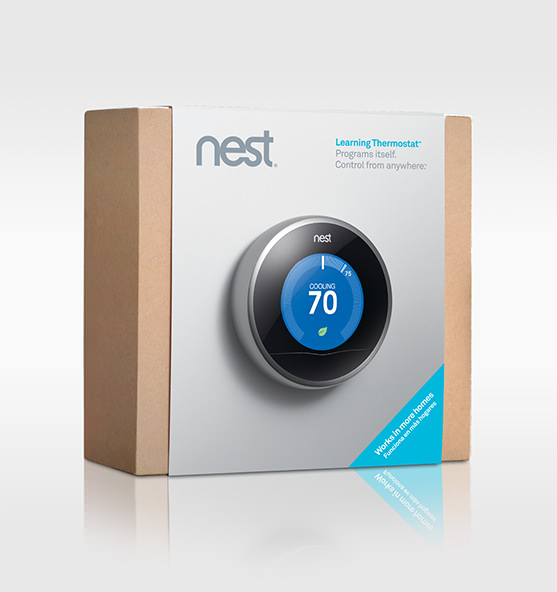 nest®
Learning Thermostat™
Programs itself.
Control from anywhere.
nest
75
COOLING
70
Works in more homes
Funciona en más hogares